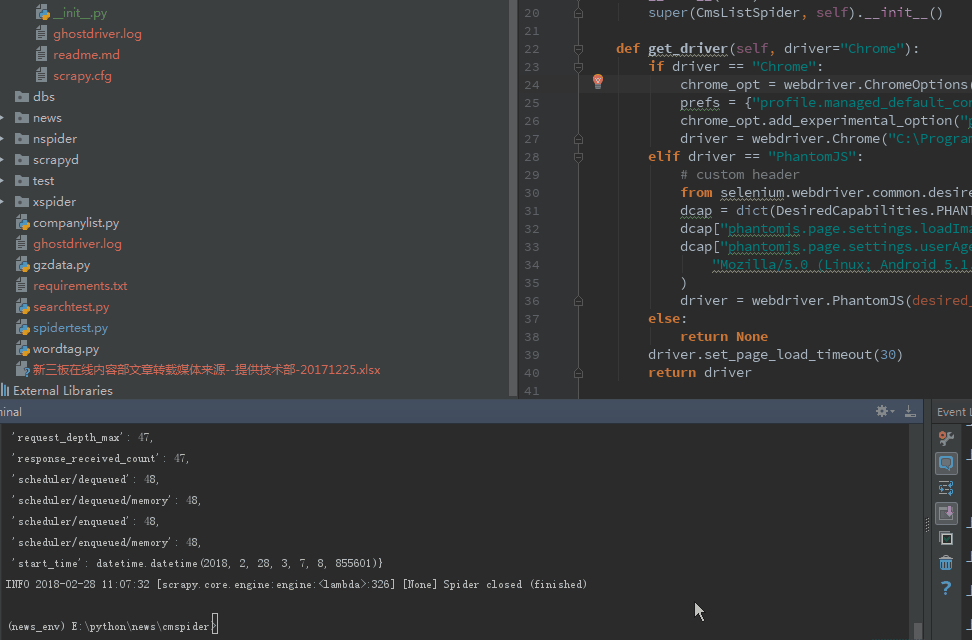 __init__.py
ghostdriver.log
readme.md
scrapy.cfg
dbs
news
nspider
scrapyd
test
xspider
companylist.py
ghostdriver.log
gzdata.py
requirements.txt
searchtest.py
spidertest.py
wordtag.py
新三板在线内容部文章转载媒体来源--提供技术部-20171225.xlsx
External Libraries
20 super(CmsListSpider, self).__init__()
21
22 def get_driver(self, driver="Chrome"):
23 if driver == "Chrome":
24 chrome_opt = webdriver.ChromeOptions(
25 prefs = {"profile.managed_default_con
26 chrome_opt.add_experimental_option("p
27 driver = webdriver.Chrome("C:\Program
28 elif driver == "PhantomJS":
29 # custom header
30 from selenium.webdriver.common.desire
31 dcap = dict(DesiredCapabilities.PHANT
32 dcap["phantomjs.page.settings.loadIma
33 dcap["phantomjs.page.settings.userAge
34 "Mozilla/5.0 (Linux; Android 5.1
35 )
36 driver = webdriver.PhantomJS(desired_
37 else:
38 return None
39 driver.set_page_load_timeout(30)
40 return driver
41
minal
Event L
'request_depth_max': 47,
'response_received_count': 47,
'scheduler/dequeued': 48,
'scheduler/dequeued/memory': 48,
'scheduler/enqueued': 48,
'scheduler/enqueued/memory': 48,
'start_time': datetime.datetime(2018, 2, 28, 3, 7, 8, 855601)}
INFO 2018-02-28 11:07:32 [scrapy.core.engine:engine:<lambda>:326] [None] Spider closed (finished)
(news_env) E:\python\news\cmspider>